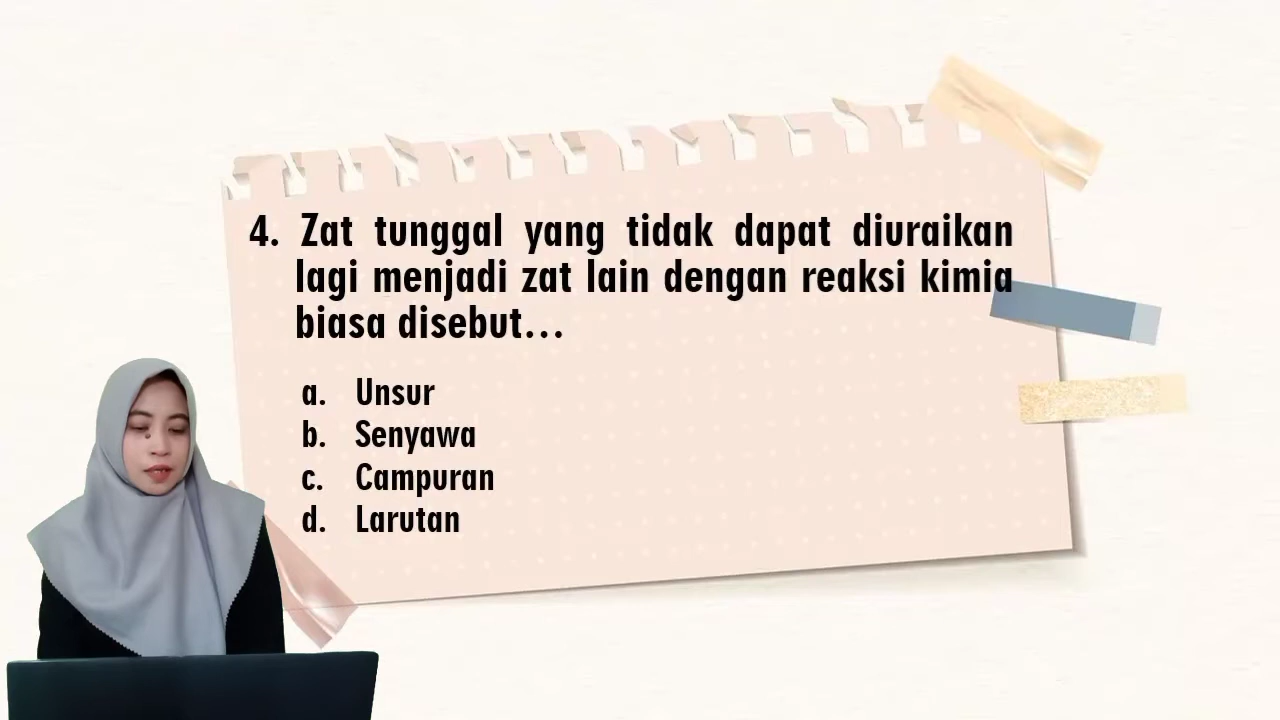 4. Zat tunggal yang tidak dapat diuraikan
lagi menjadi zat lain dengan reaksi kimia
biasa disebut...
a. Unsur
b. Senyawa
c. Campuran
d. Larutan